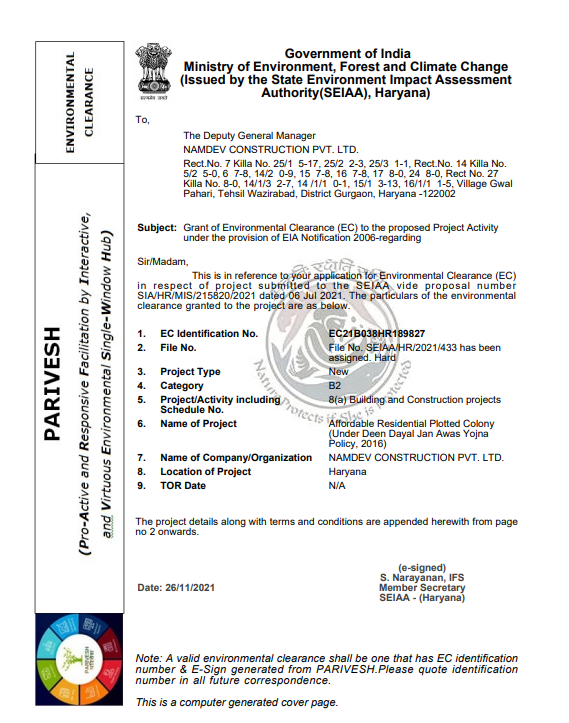 ENVIRONMENTAL
CLEARANCE
PARIVESH
(Pro-Active and Responsive Facilitation by Interactive,
and Virtuous Environmental Single-Window Hub)
PARIVESH
सत्यमेव जयते
Government of India
Ministry of Environment, Forest and Climate Change
(Issued by the State Environment Impact Assessment
Authority(SEIAA), Haryana)
To,
The Deputy General Manager
NAMDEV CONSTRUCTION PVT. LTD.
Rect.No. 7 Killa No. 25/1 5-17, 25/2 2-3, 25/3 1-1, Rect.No. 14 Killa No.
5/2 5-0, 6 7-8, 14/2 0-9, 15 7-8, 16 7-8, 17 8-0, 24 8-0, Rect No. 27
Killa No. 8-0, 14/1/3 2-7, 14 /1/1 0-1, 15/1 3-13, 16/1/1 1-5, Village Gwal
Pahari, Tehsil Wazirabad, District Gurgaon, Haryana -122002
Subject: Grant of Environmental Clearance (EC) to the proposed Project Activity
under the provision of EIA Notification 2006-regarding
Sir/Madam,
This is in reference to your application for Environmental Clearance (EC)
in respect of project submitted to the SEIAA vide proposal number
SIA/HR/MIS/215820/2021 dated 06 Jul 2021. The particulars of the environmental
clearance granted to the project are as below.
1. EC Identification No. EC21B038HR189827
2. File No. File No. SEIAA/HR/2021/433 has been
assigned. Hard
3. Project Type New
4. Category B2
5. Project/Activity including 8(a) Building and Construction projects
Schedule No.
6. Name of Project Affordable Residential Plotted Colony
(Under Deen Dayal Jan Awas Yojna
Policy, 2016)
7. Name of Company/Organization NAMDEV CONSTRUCTION PVT. LTD.
8. Location of Project Haryana
9. TOR Date N/A
Nature Protects if She is Protected
The project details along with terms and conditions are appended herewith from page
no 2 onwards.
(e-signed)
S. Narayanan, IFS
Date: 26/11/2021 Member Secretary
SEIAA - (Haryana)
Note: A valid environmental clearance shall be one that has EC identification
number & E-Sign generated from PARIVESH.Please quote identification
number in all future correspondence.
This is a computer generated cover page.